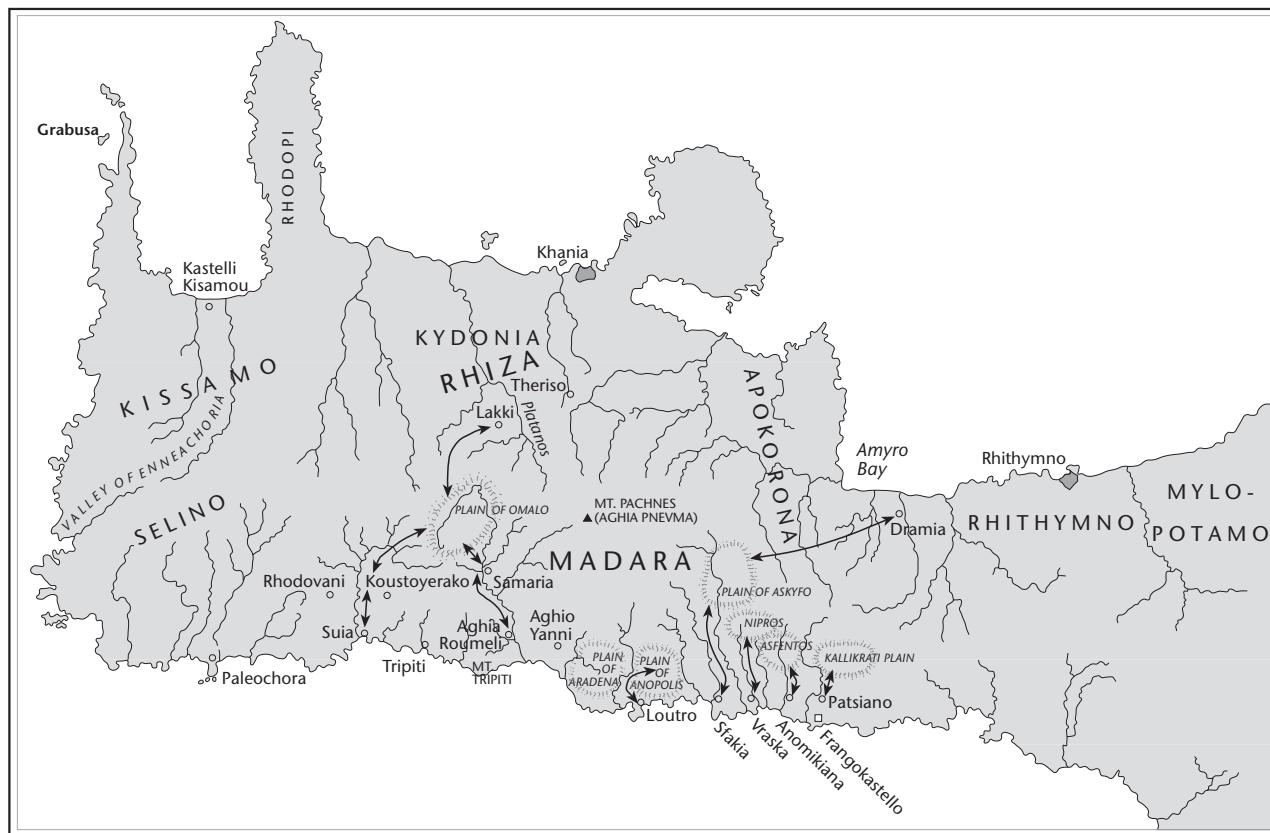 Grabusa
RHODOPI
Kastelli
Kisamou
Khania
KYDONIA
RHIZA
Theriso
KISSAMO
Lakki
Platanos
VALLEY OF ENNEACHORIA
APOKORONA
Amyro
Bay
Rhithymno
SELINO
PLAIN OF OMALO
MT. PACHNES
(AGHIA PNEVMA)
MYLO-
POTAMO
RHITHYMNO
Dramia
MADARA
Rhodovani
Koustoyerako
Samaria
PLAIN OF ASKYFO
Suia
Aghia
Roumeli
Aghio
Yanni
NIPROS
ASFENTOS
KALLIKRATI PLAIN
Paleochora
Tripiti
MT.
TRIPITI
PLAIN
OF
ARADENA
PLAIN
OF
ANOPOLIS
Loutro
Sfakia
Vraska
Anomikiana
Patsiano
Frangokastello